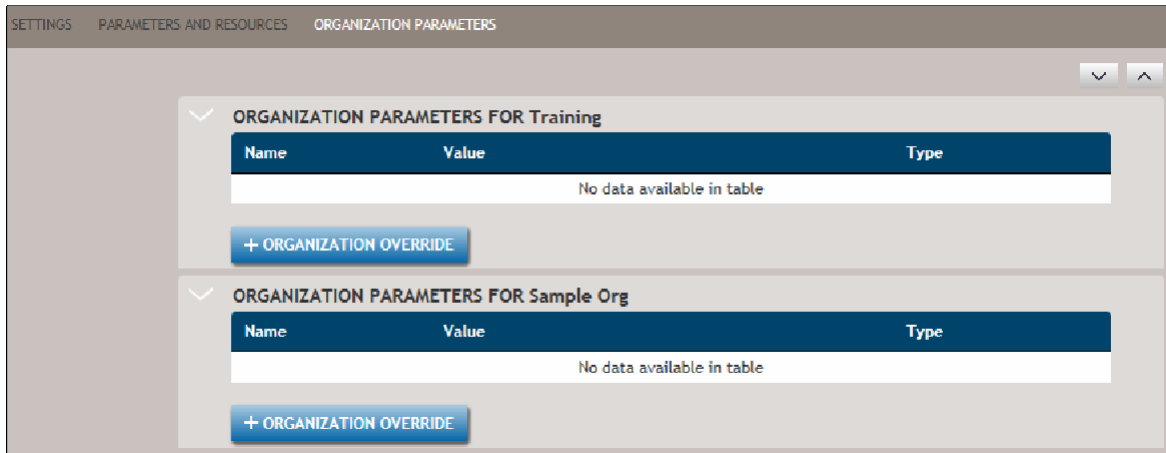 SETTINGS PARAMETERS AND RESOURCES ORGANIZATION PARAMETERS
ORGANIZATION PARAMETERS FOR Training
Name Value Type
No data available in table
+ ORGANIZATION OVERRIDE
ORGANIZATION PARAMETERS FOR Sample Org
Name Value Type
No data available in table
+ ORGANIZATION OVERRIDE